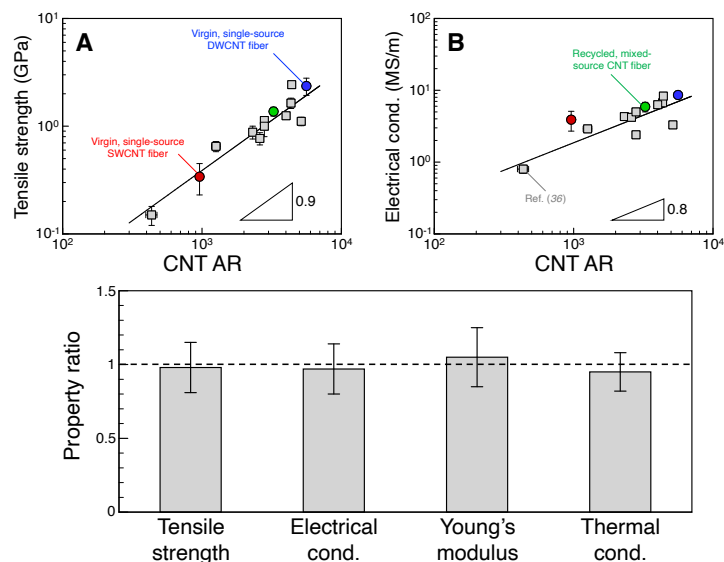 A
Virgin, single-source
DWCNT fiber
Virgin, single-source
SWCNT fiber
0.9
Tensile strength (GPa)
10¹
10⁰
10⁻¹
10²
10³
10⁴
CNT AR
B
Recycled, mixed-
source CNT fiber
Ref. (36)
0.8
Electrical cond. (MS/m)
10²
10¹
10⁰
10⁻¹
10²
10³
10⁴
CNT AR
Property ratio
1.5
1
0.5
0
Tensile
strength
Electrical
cond.
Young's
modulus
Thermal
cond.